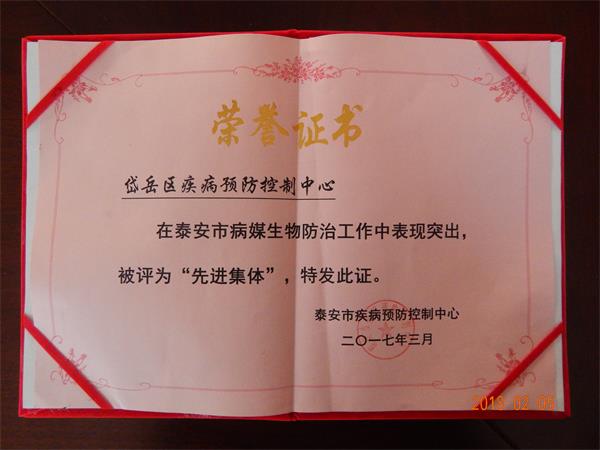 荣誉证书
岱岳区疾病预防控制中心
在泰安市病媒生物防治工作中表现突出，
被评为“先进集体”，特发此证。
泰安市疾病预防控制中心
二〇一七年三月
2019 02 05